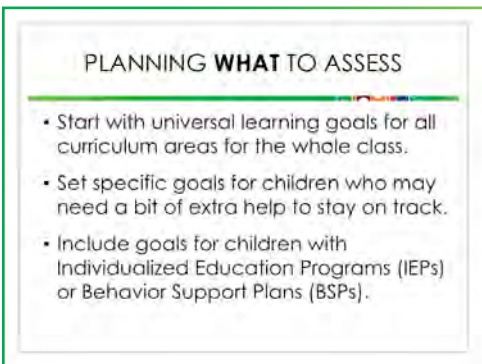 PLANNING WHAT TO ASSESS
• Start with universal learning goals for all
curriculum areas for the whole class.
• Set specific goals for children who may
need a bit of extra help to stay on track.
• Include goals for children with
Individualized Education Programs (IEPs)
or Behavior Support Plans (BSPs).